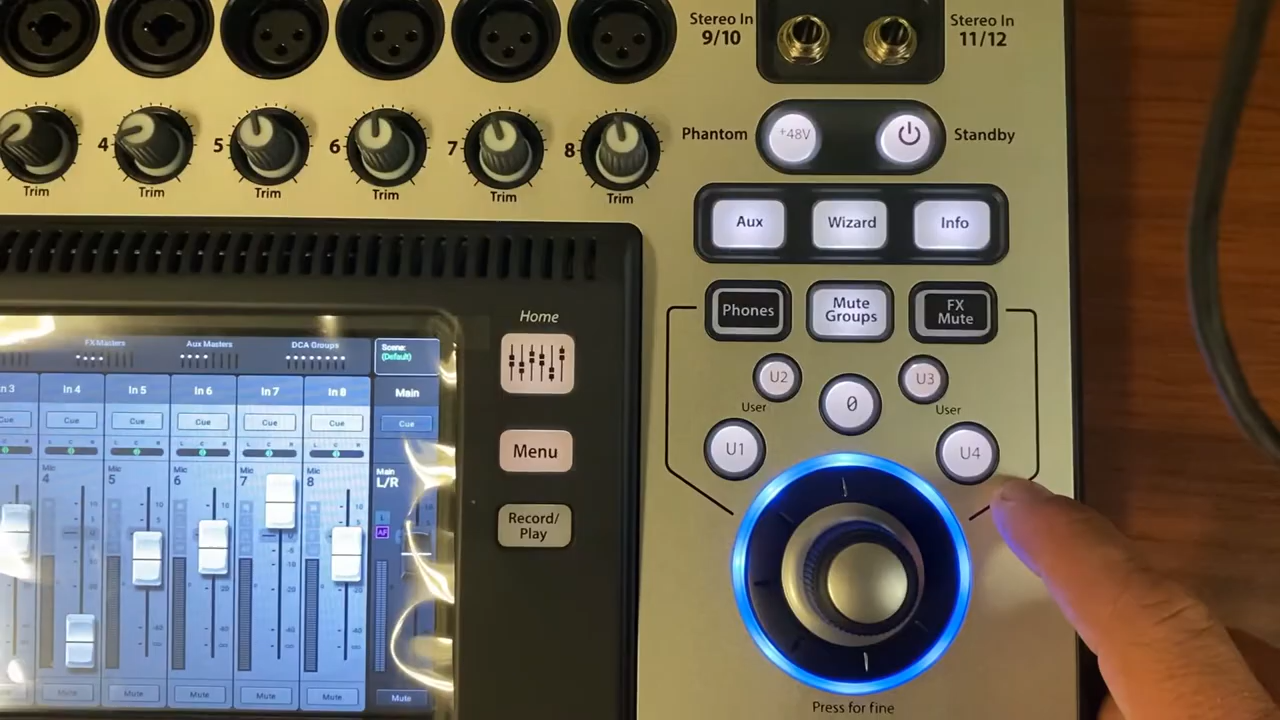 Stereo In
9/10
Stereo In
11/12
Phantom
+48V
Standby
4
5
6
7
8
Trim
Trim
Trim
Trim
Trim
Trim
Aux
Wizard
Info
Phones
Mute
Groups
FX
Mute
Home
Menu
Record/
Play
U2
U3
User
0
User
U1
U4
Press for fine
FX Masters
Aux Masters
DCA Groups
Scene:
(Default)
In 4
In 5
In 6
In 7
In 8
Main
Cue
Cue
Cue
Cue
Cue
Cue
Mic
4
Mic
5
Mic
6
Mic
7
Mic
8
Main
L/R
AF
Mute
Mute
Mute
Mute
Mute
Mute